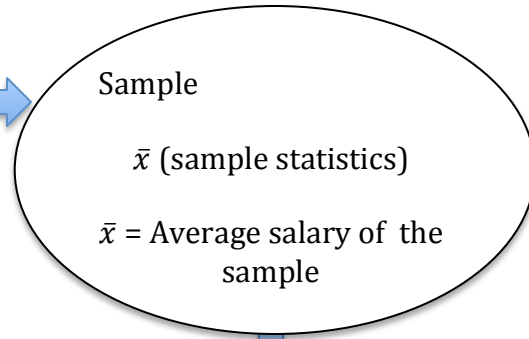 Sample
x̄ (sample statistics)
x̄ = Average salary of the
sample